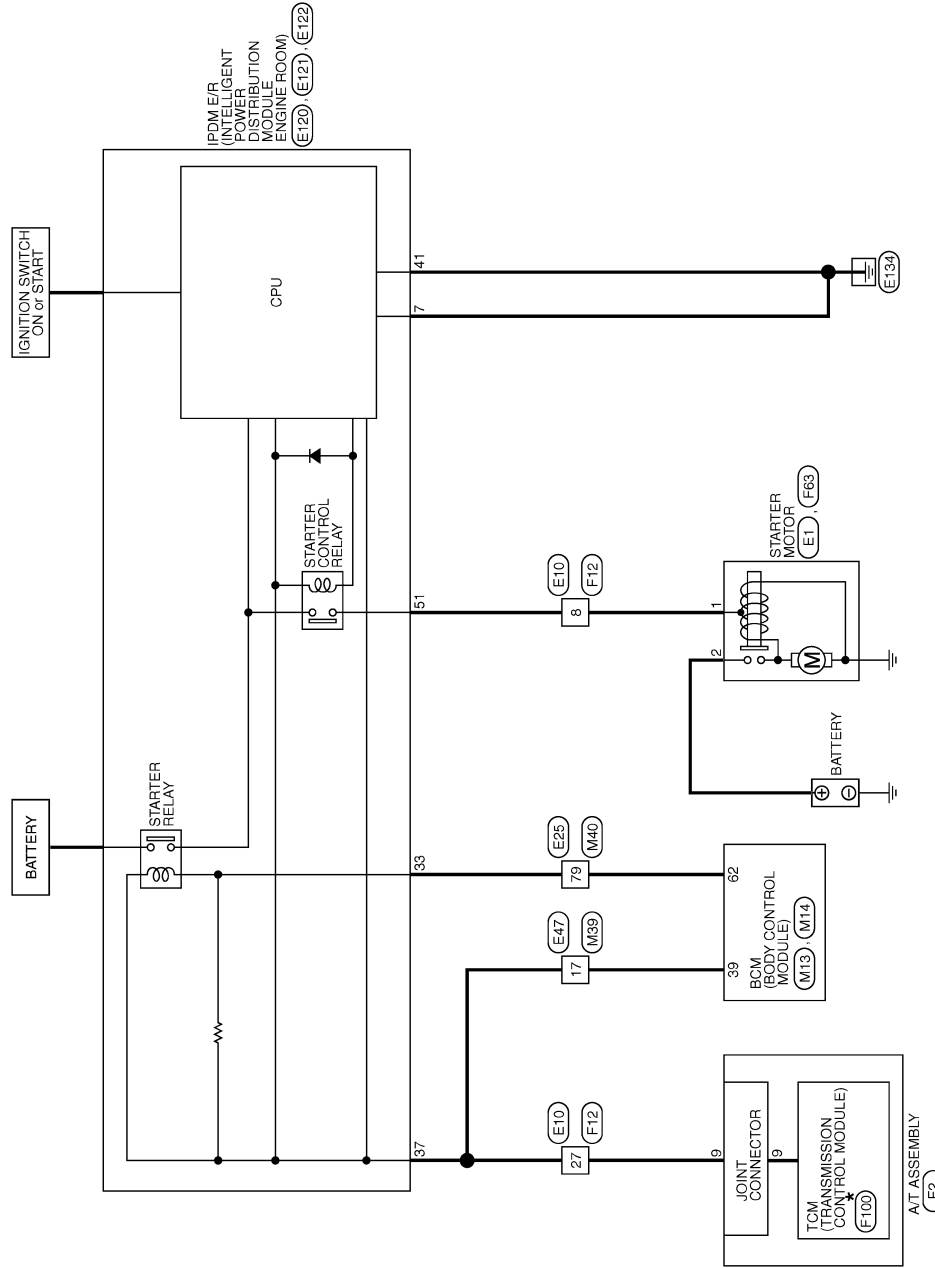 IGNITION SWITCH
ON or START
BATTERY
IPDM E/R
(INTELLIGENT
POWER
DISTRIBUTION
MODULE
ENGINE ROOM)
E120 , E121 , E122
CPU
STARTER
CONTROL
RELAY
STARTER
RELAY
41
7
51
33
37
E134
E10
8
F12
E25
79
M40
E47
17
M39
E10
27
F12
STARTER
MOTOR
E1 , F63
1
2
M
BATTERY
62
39
BCM
(BODY CONTROL
MODULE)
M13 , M14
9
JOINT
CONNECTOR
9
TCM
(TRANSMISSION
CONTROL MODULE)
*
F100
A/T ASSEMBLY